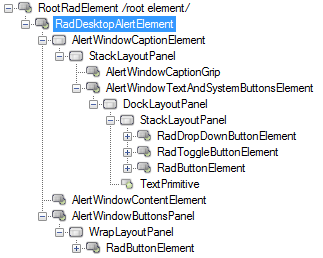 RootRadElement /root element/
RadDesktopAlertElement
AlertWindowCaptionElement
StackLayoutPanel
AlertWindowCaptionGrip
AlertWindowTextAndSystemButtonsElement
DockLayoutPanel
StackLayoutPanel
RadDropDownButtonElement
RadToggleButtonElement
RadButtonElement
TextPrimitive
AlertWindowContentElement
AlertWindowButtonsPanel
WrapLayoutPanel
RadButtonElement